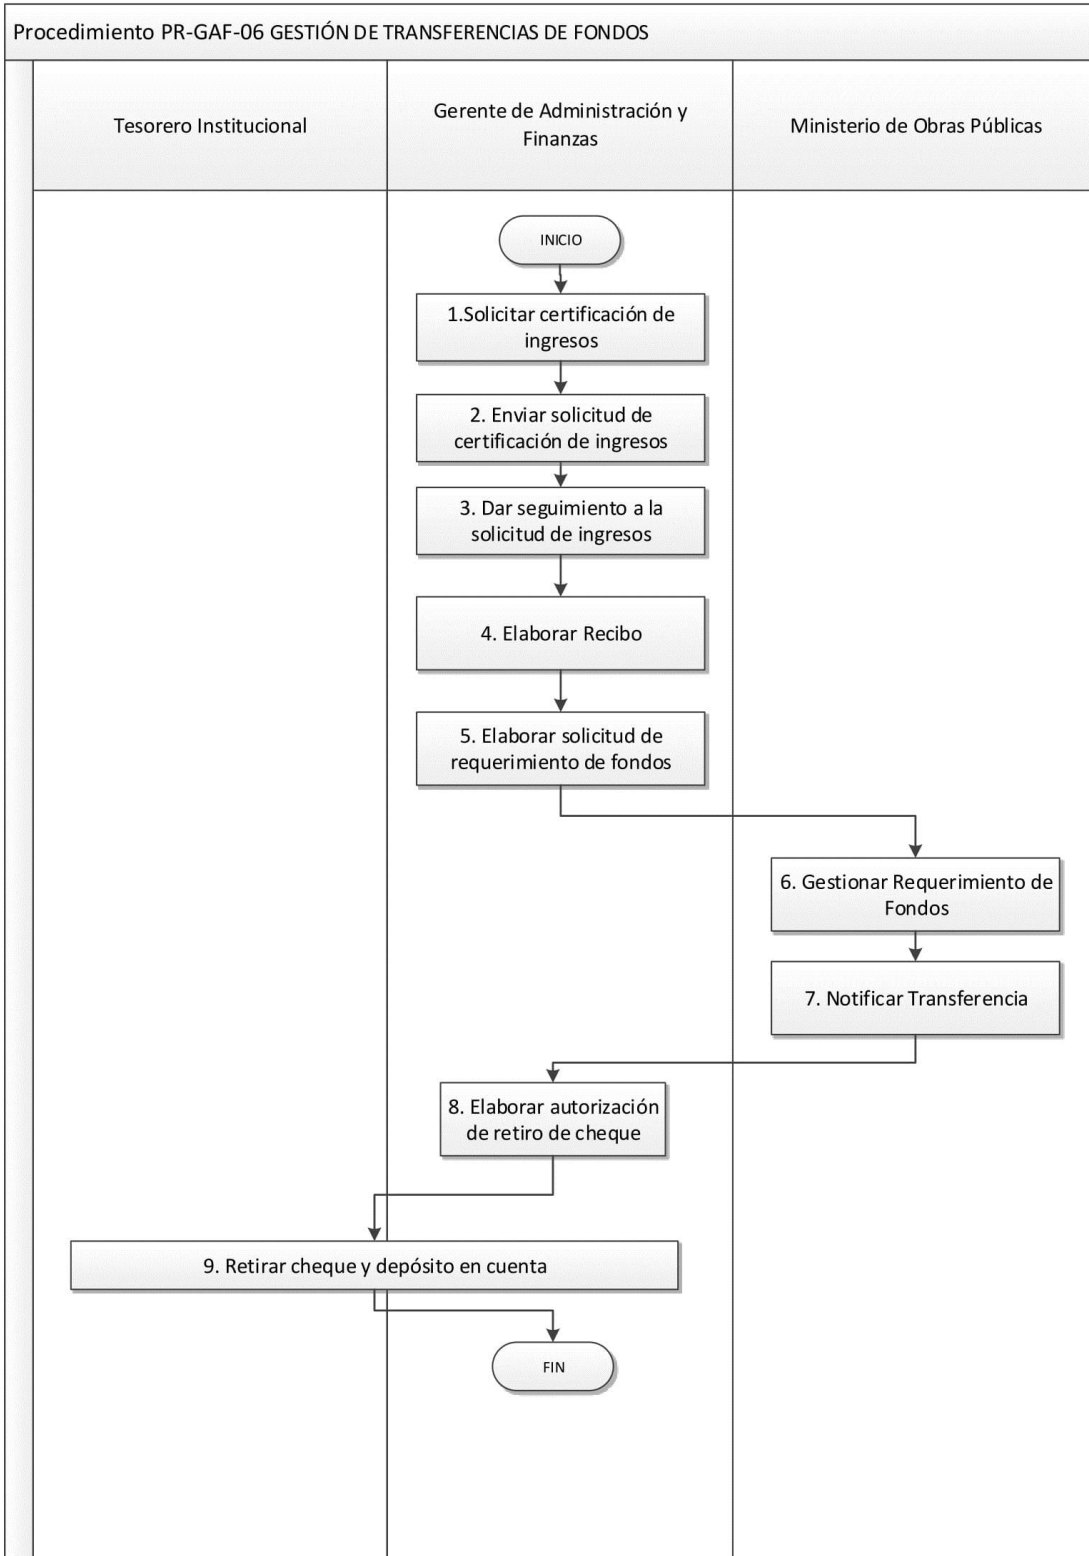 Procedimiento PR-GAF-06 GESTIÓN DE TRANSFERENCIAS DE FONDOS
Tesorero Institucional
Gerente de Administración y
Finanzas
Ministerio de Obras Públicas
INICIO
1.Solicitar certificación de
ingresos
2. Enviar solicitud de
certificación de ingresos
3. Dar seguimiento a la
solicitud de ingresos
4. Elaborar Recibo
5. Elaborar solicitud de
requerimiento de fondos
6. Gestionar Requerimiento de
Fondos
7. Notificar Transferencia
8. Elaborar autorización
de retiro de cheque
9. Retirar cheque y depósito en cuenta
FIN